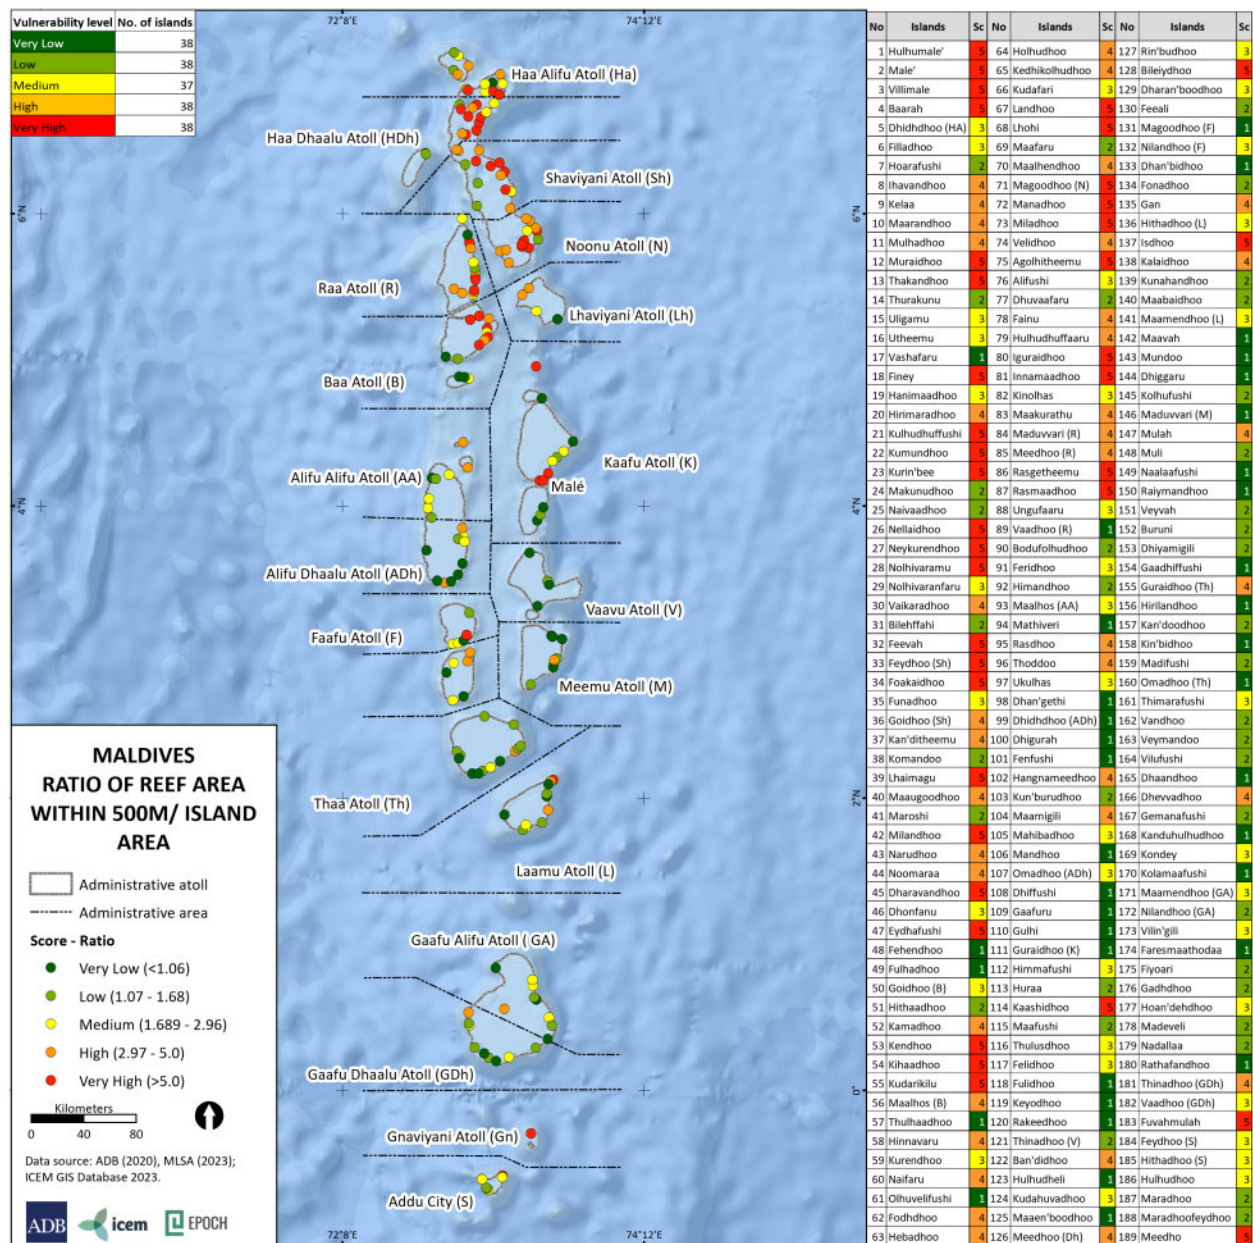 Vulnerability level No. of islands
Very Low 38
Low 38
Medium 37
High 38
Very High 38
72°8'E 74°12'E
Haa Alifu Atoll (Ha)
Haa Dhaalu Atoll (HDh)
Shaviyani Atoll (Sh)
6°N 6°N
Noonu Atoll (N)
Raa Atoll (R)
Lhaviyani Atoll (Lh)
Baa Atoll (B)
Kaafu Atoll (K)
Alifu Alifu Atoll (AA)
Malé
4°N 4°N
Alifu Dhaalu Atoll (ADh)
Vaavu Atoll (V)
Faafu Atoll (F)
Meemu Atoll (M)
Thaa Atoll (Th)
2°N 2°N
Laamu Atoll (L)
Gaafu Alifu Atoll ( GA)
Gaafu Dhaalu Atoll (GDh)
0° 0°
Gnaviyani Atoll (Gn)
Addu City (S)
72°8'E 74°12'E
MALDIVES
RATIO OF REEF AREA
WITHIN 500M/ ISLAND
AREA
Administrative atoll
Administrative area
Score - Ratio
Very Low (<1.06)
Low (1.07 - 1.68)
Medium (1.689 - 2.96)
High (2.97 - 5.0)
Very High (>5.0)
Kilometers
0 40 80
Data source: ADB (2020), MLSA (2023);
ICEM GIS Database 2023.
ADB icem EPOCH
No Islands Sc No Islands Sc No Islands Sc
1 Hulhumale' 5 64 Holhudhoo 4 127 Rin'budhoo 3
2 Male' 5 65 Kedhikolhudhoo 4 128 Bileiydhoo 5
3 Villimale 5 66 Kudafari 3 129 Dharan'boodhoo 3
4 Baarah 5 67 Landhoo 5 130 Feeali 2
5 Dhidhdhoo (HA) 3 68 Lhohi 5 131 Magoodhoo (F) 1
6 Filladhoo 3 69 Maafaru 2 132 Nilandhoo (F) 3
7 Hoarafushi 2 70 Maalhendhoo 4 133 Dhan'bidhoo 1
8 Ihavandhoo 4 71 Magoodhoo (N) 5 134 Fonadhoo 2
9 Kelaa 4 72 Manadhoo 5 135 Gan 4
10 Maarandhoo 4 73 Miladhoo 5 136 Hithadhoo (L) 3
11 Mulhadhoo 4 74 Velidhoo 4 137 Isdhoo 5
12 Muraidhoo 5 75 Agolhitheemu 5 138 Kalaidhoo 4
13 Thakandhoo 5 76 Alifushi 3 139 Kunahandhoo 2
14 Thurakunu 2 77 Dhuvaafaru 2 140 Maabaidhoo 2
15 Uligamu 3 78 Fainu 4 141 Maamendhoo (L) 3
16 Utheemu 3 79 Hulhudhuffaaru 4 142 Maavah 1
17 Vashafaru 1 80 Iguraidhoo 5 143 Mundoo 1
18 Finey 5 81 Innamaadhoo 5 144 Dhiggaru 1
19 Hanimaadhoo 3 82 Kinolhas 3 145 Kolhufushi 2
20 Hirimaradhoo 4 83 Maakurathu 4 146 Maduvvari (M) 1
21 Kulhudhuffushi 5 84 Maduvvari (R) 4 147 Mulah 4
22 Kumundhoo 5 85 Meedhoo (R) 4 148 Muli 2
23 Kurin'bee 5 86 Rasgetheemu 5 149 Naalaafushi 1
24 Makunudhoo 2 87 Rasmaadhoo 5 150 Raiymandhoo 1
25 Naivaadhoo 2 88 Ungufaaru 3 151 Veyvah 2
26 Nellaidhoo 5 89 Vaadhoo (R) 1 152 Buruni 2
27 Neykurendhoo 5 90 Bodufolhudhoo 2 153 Dhiyamigili 2
28 Nolhivaramu 5 91 Feridhoo 3 154 Gaadhiffushi 1
29 Nolhivaranfaru 3 92 Himandhoo 2 155 Guraidhoo (Th) 4
30 Vaikaradhoo 4 93 Maalhos (AA) 3 156 Hirilandhoo 1
31 Bilehffahi 2 94 Mathiveri 1 157 Kan'doodhoo 2
32 Feevah 5 95 Rasdhoo 4 158 Kin'bidhoo 1
33 Feydhoo (Sh) 5 96 Thoddoo 4 159 Madifushi 2
34 Foakaidhoo 5 97 Ukulhas 3 160 Omadhoo (Th) 1
35 Funadhoo 3 98 Dhan'gethi 1 161 Thimarafushi 3
36 Goidhoo (Sh) 4 99 Dhidhdhoo (ADh) 1 162 Vandhoo 2
37 Kan'ditheemu 4 100 Dhigurah 1 163 Veymandoo 2
38 Komandoo 2 101 Fenfushi 1 164 Vilufushi 2
39 Lhaimagu 5 102 Hangnameedhoo 4 165 Dhaandhoo 1
40 Maaugoodhoo 4 103 Kun'burudhoo 2 166 Dhevvadhoo 4
41 Maroshi 2 104 Maamigili 4 167 Gemanafushi 2
42 Milandhoo 5 105 Mahibadhoo 3 168 Kanduhulhudhoo 1
43 Narudhoo 4 106 Mandhoo 1 169 Kondey 3
44 Noomaraa 4 107 Omadhoo (ADh) 3 170 Kolamaafushi 1
45 Dharavandhoo 5 108 Dhiffushi 1 171 Maamendhoo (GA) 3
46 Dhonfanu 3 109 Gaafuru 1 172 Nilandhoo (GA) 2
47 Eydhafushi 5 110 Gulhi 1 173 Vilin'gili 3
48 Fehendhoo 1 111 Guraidhoo (K) 1 174 Faresmaathodaa 1
49 Fulhadhoo 1 112 Himmafushi 3 175 Fiyoari 2
50 Goidhoo (B) 3 113 Huraa 2 176 Gadhdhoo 2
51 Hithaadhoo 2 114 Kaashidhoo 5 177 Hoan'dehdhoo 3
52 Kamadhoo 4 115 Maafushi 2 178 Madeveli 2
53 Kendhoo 5 116 Thulusdhoo 3 179 Nadallaa 2
54 Kihaadhoo 5 117 Felidhoo 3 180 Rathafandhoo 1
55 Kudarikilu 5 118 Fulidhoo 1 181 Thinadhoo (GDh) 4
56 Maalhos (B) 4 119 Keyodhoo 1 182 Vaadhoo (GDh) 3
57 Thulhaadhoo 1 120 Rakeedhoo 1 183 Fuvahmulah 5
58 Hinnavaru 4 121 Thinadhoo (V) 2 184 Feydhoo (S) 3
59 Kurendhoo 3 122 Ban'didhoo 4 185 Hithadhoo (S) 3
60 Naifaru 4 123 Hulhudheli 1 186 Hulhudhoo 3
61 Olhuvelifushi 1 124 Kudahuvadhoo 3 187 Maradhoo 2
62 Fodhdhoo 4 125 Maaen'boodhoo 1 188 Maradhoofeydhoo 2
63 Hebadhoo 4 126 Meedhoo (Dh) 4 189 Meedho 5